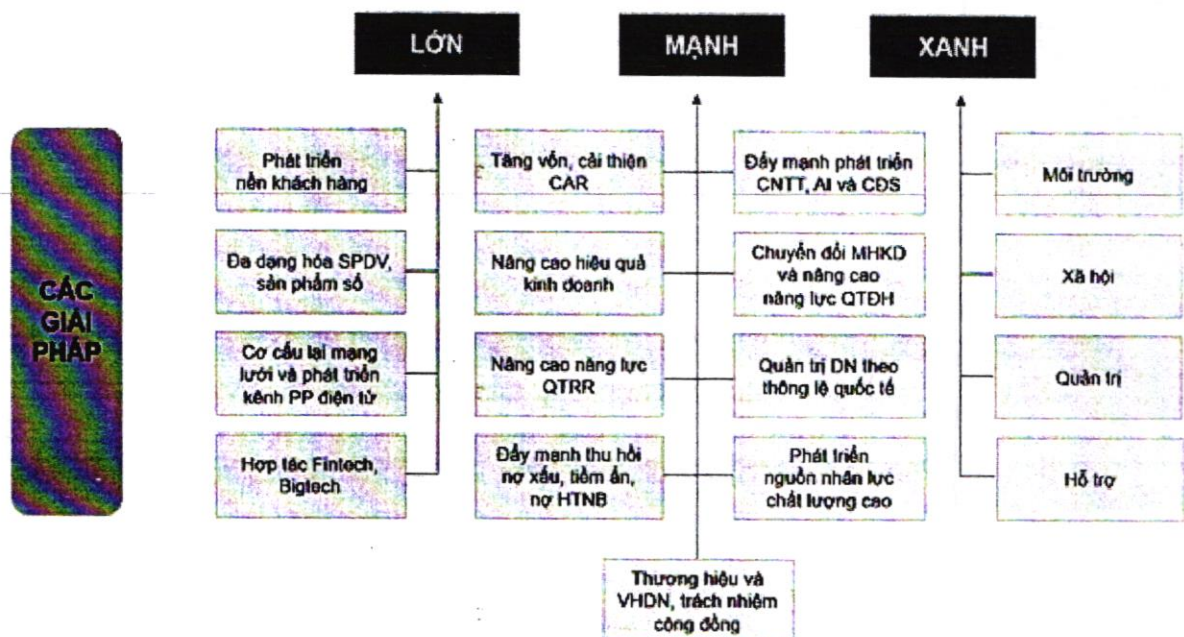 LỚN
MẠNH
XANH
CÁC
GIẢI
PHÁP
Phát triển
nền khách hàng
Đa dạng hóa SPDV,
sản phẩm số
Cơ cấu lại mạng
lưới và phát triển
kênh PP điện tử
Hợp tác Fintech,
Bigtech
Tăng vốn, cải thiện
CAR
Nâng cao hiệu quả
kinh doanh
Nâng cao năng lực
QTRR
Đẩy mạnh thu hồi
nợ xấu, tiềm ẩn,
nợ HTNB
Đẩy mạnh phát triển
CNTT, AI và CĐS
Chuyển đổi MHKD
và nâng cao
năng lực QTĐH
Quản trị DN theo
thông lệ quốc tế
Phát triển
nguồn nhân lực
chất lượng cao
Thương hiệu và
VHDN, trách nhiệm
cộng đồng
Môi trường
Xã hội
Quản trị
Hỗ trợ